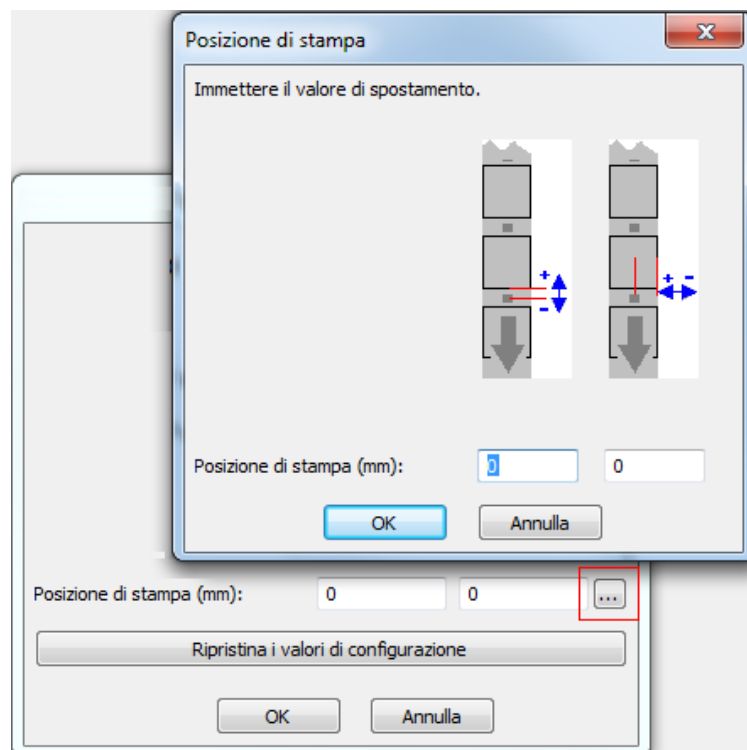 Posizione di stampa
Immettere il valore di spostamento.
+
-
+ -
Posizione di stampa (mm): 0 0
OK Annulla
Posizione di stampa (mm): 0 0 ...
Ripristina i valori di configurazione
OK Annulla